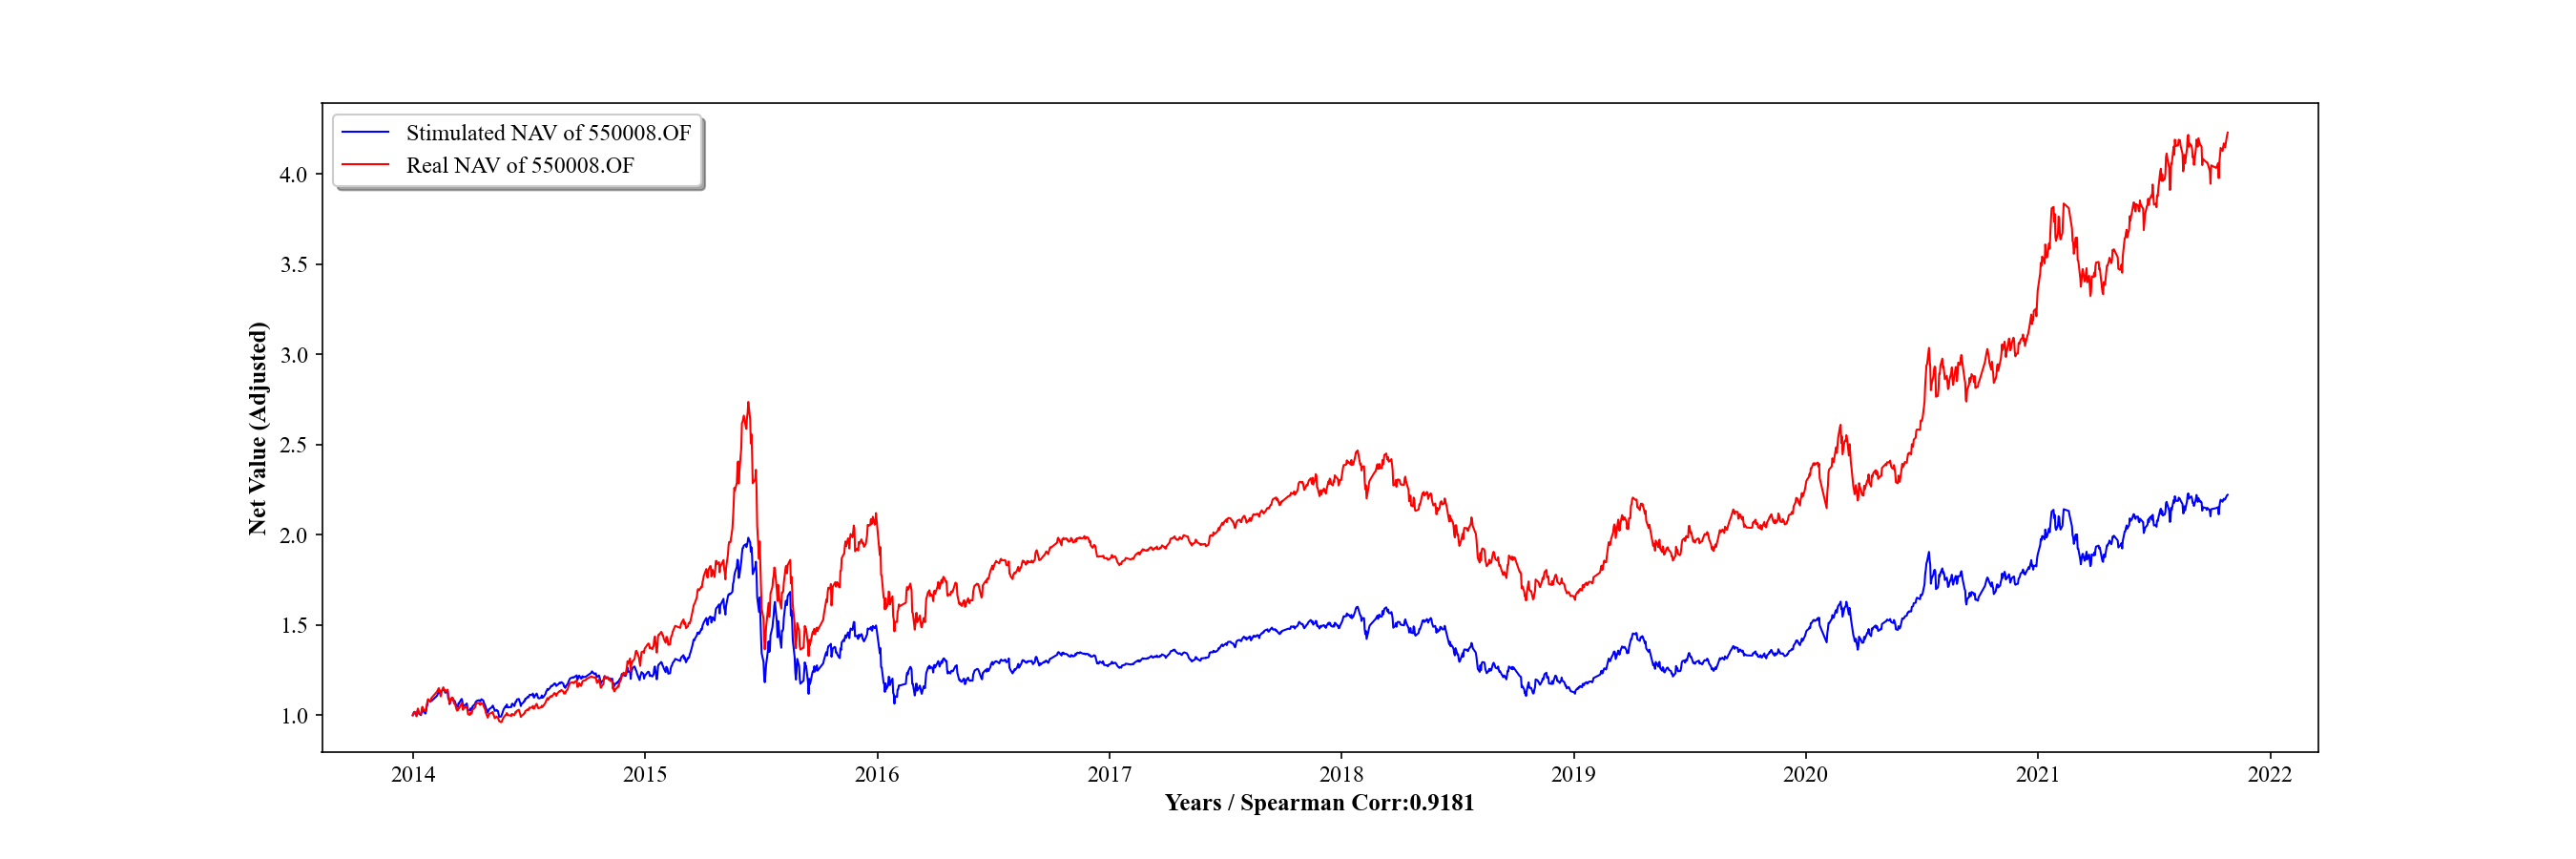 Stimulated NAV of 550008.OF
Real NAV of 550008.OF
4.0
3.5
3.0
2.5
2.0
1.5
1.0
Net Value (Adjusted)
2014 2015 2016 2017 2018 2019 2020 2021 2022
Years / Spearman Corr:0.9181